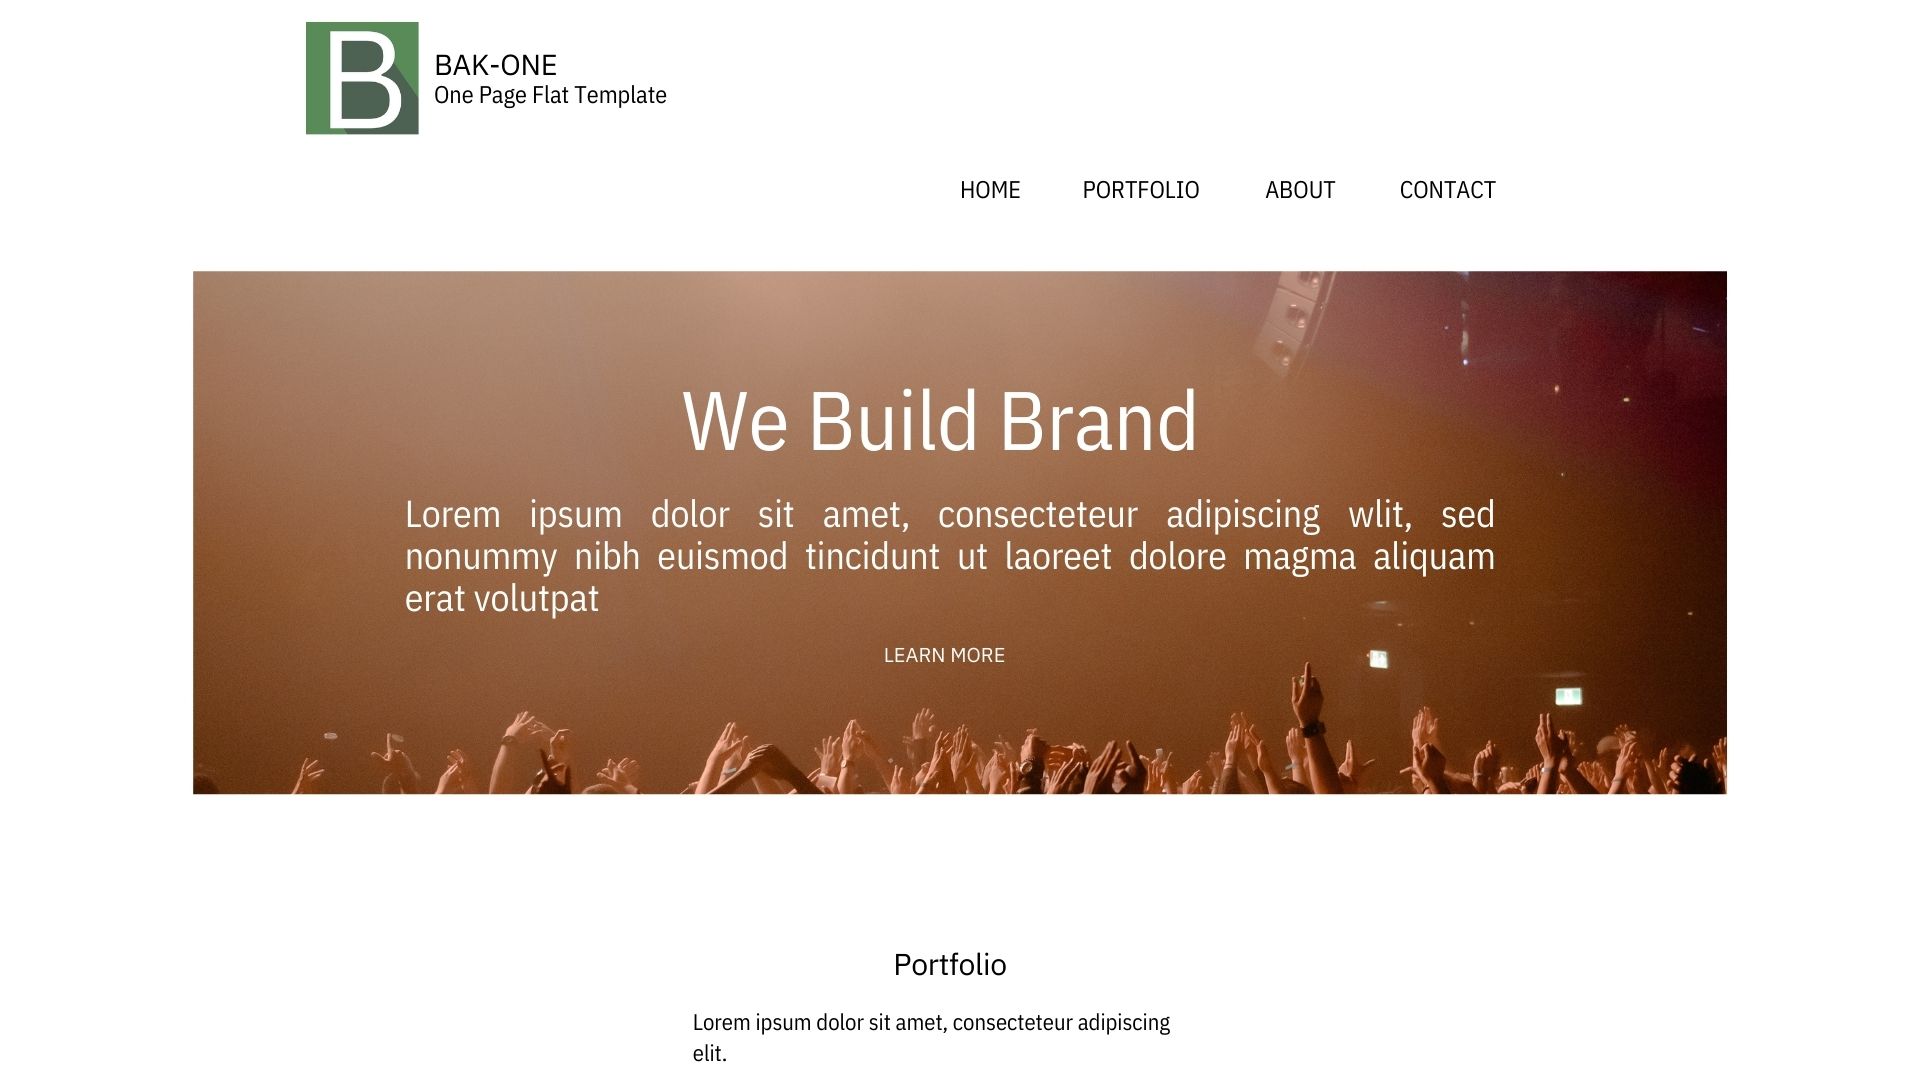 B
BAK-ONE
One Page Flat Template
HOME PORTFOLIO ABOUT CONTACT
We Build Brand
Lorem ipsum dolor sit amet, consecteteur adipiscing wlit, sed
nonummy nibh euismod tincidunt ut laoreet dolore magma aliquam
erat volutpat
LEARN MORE
Portfolio
Lorem ipsum dolor sit amet, consecteteur adipiscing
elit.